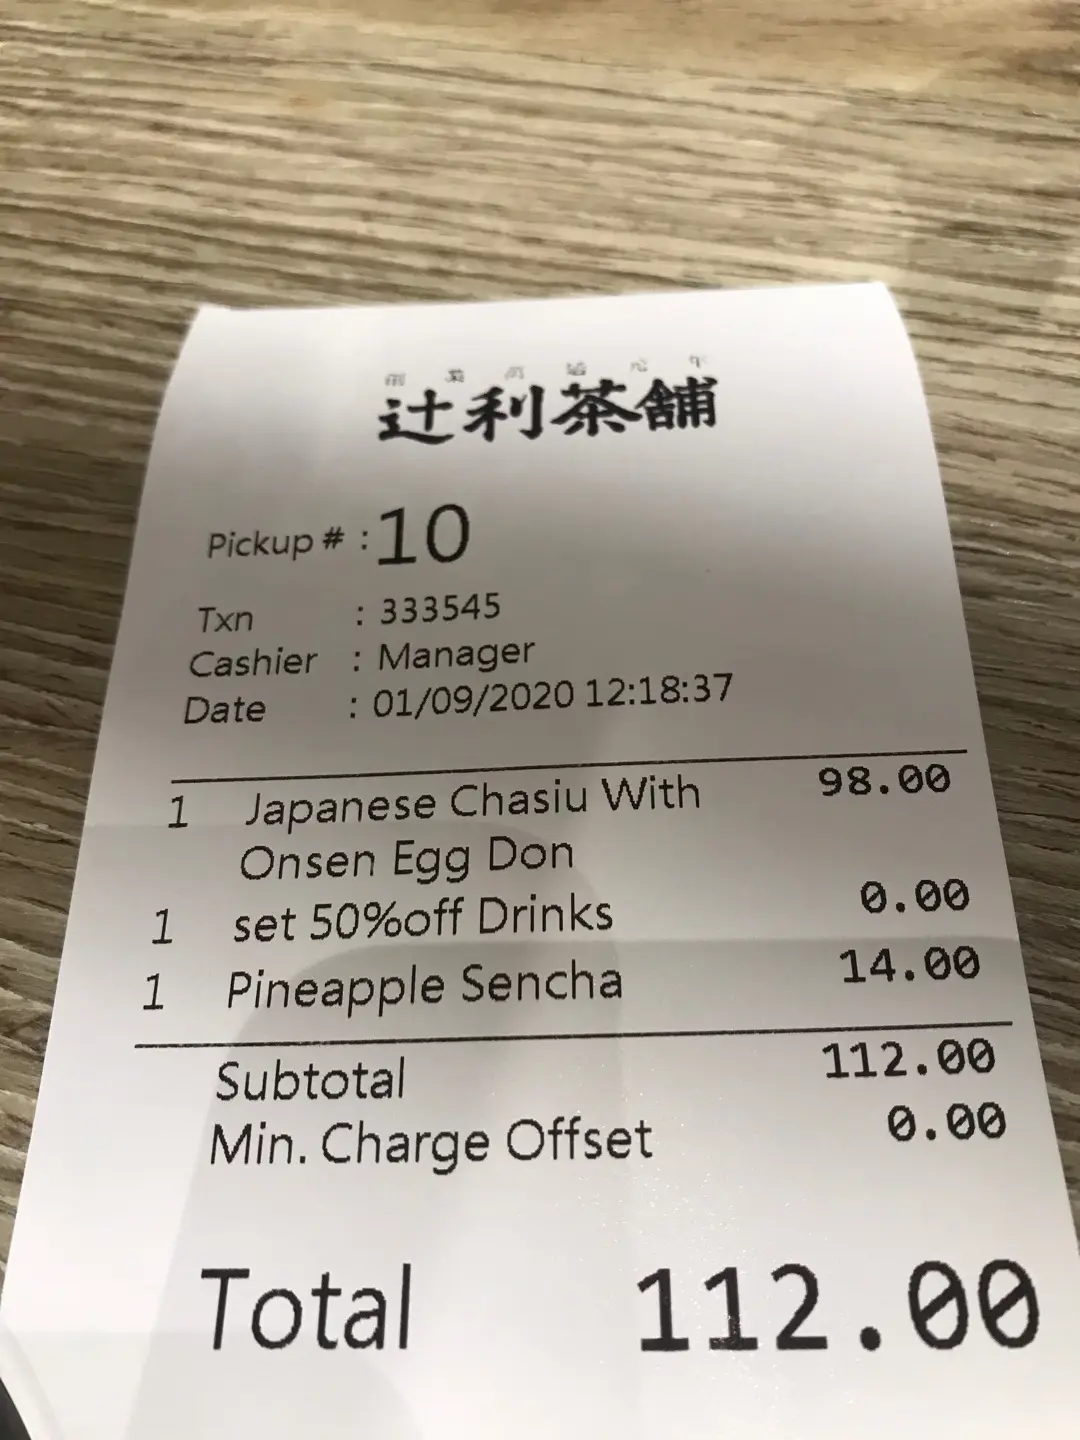 辻利茶舗
Pickup # : 10
Txn : 333545
Cashier : Manager
Date : 01/09/2020 12:18:37
1 Japanese Chasiu With 98.00
Onsen Egg Don
1 set 50%off Drinks 0.00
1 Pineapple Sencha 14.00
Subtotal 112.00
Min. Charge Offset 0.00
Total 112.00